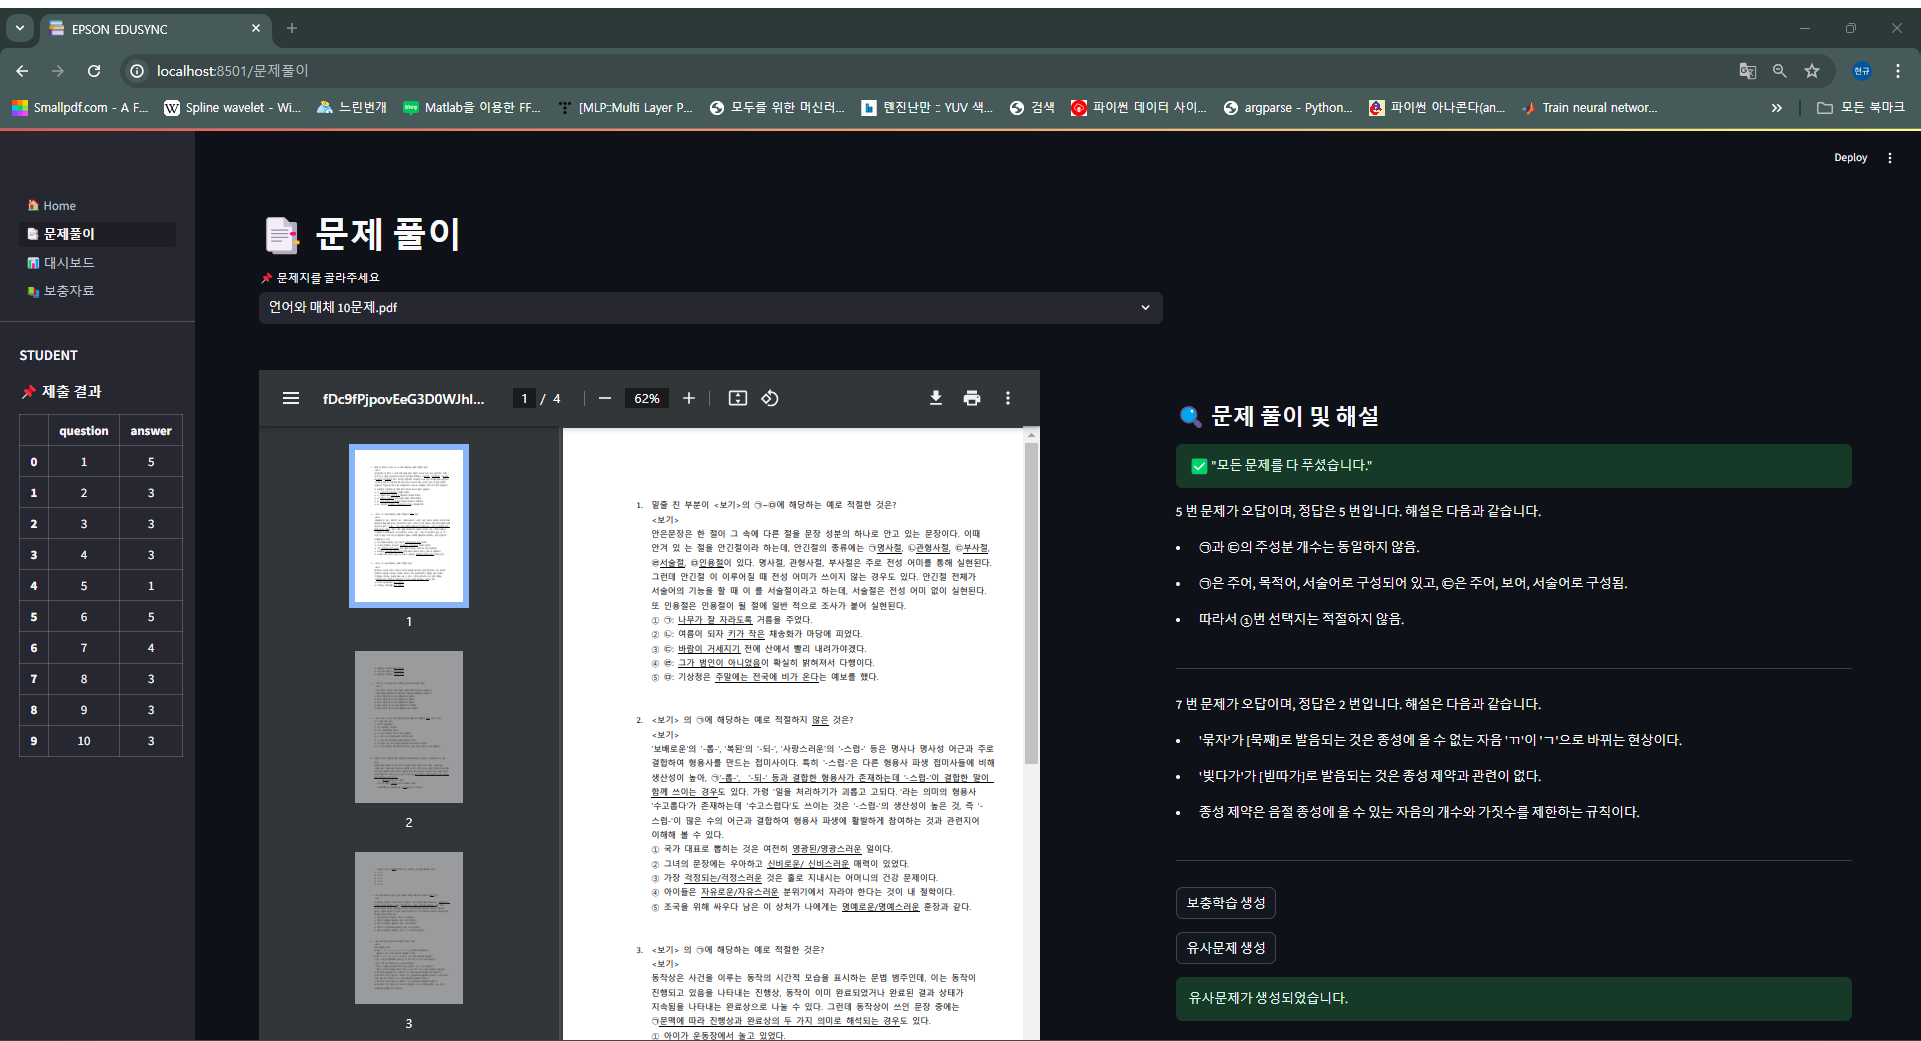 EPSON EDUSYNC
localhost:8501/문제풀이
현규
Smallpdf.com - A F...
Spline wavelet - Wi...
느린번개
Matlab을 이용한 FF...
[MLP::Multi Layer P...
모두를 위한 머신러...
톈진난만 :: YUV 색...
검색
파이썬 데이터 사이...
argparse - Python...
파이썬 아나콘다(an...
Train neural networ...
모든 북마크
Deploy
Home
문제풀이
대시보드
보충자료
STUDENT
제출 결과
question answer
0 1 5
1 2 3
2 3 3
3 4 3
4 5 1
5 6 5
6 7 4
7 8 3
8 9 3
9 10 3
문제 풀이
문제지를 골라주세요
언어와 매체 10문제.pdf
fDc9fPjpovEeG3D0WJhI...
1 / 4
62%
1
2
3
1. 밑줄 친 부분이 <보기>의 ㉠~㉤에 해당하는 예로 적절한 것은?
<보기>
안은문장은 한 절이 그 속에 다른 절을 문장 성분의 하나로 안고 있는 문장이다. 이때
안겨 있 는 절을 안긴절이라 하는데, 안긴절의 종류에는 ㉠명사절, ㉡관형사절, ㉢부사절,
㉣서술절, ㉤인용절이 있다. 명사절, 관형사절, 부사절은 주로 전성 어미를 통해 실현된다.
그런데 안긴절 이 이루어질 때 전성 어미가 쓰이지 않는 경우도 있다. 안긴절 전체가
서술어의 기능을 할 때 이 를 서술절이라고 하는데, 서술절은 전성 어미 없이 실현된다.
또 인용절은 인용절이 될 절에 일반 적으로 조사가 붙어 실현된다.
① ㉠: 나무가 잘 자라도록 거름을 주었다.
② ㉡: 여름이 되자 키가 작은 채송화가 마당에 피었다.
③ ㉢: 바람이 거세지기 전에 산에서 빨리 내려가야겠다.
④ ㉣: 그가 범인이 아니었음이 확실히 밝혀져서 다행이다.
⑤ ㉤: 기상청은 주말에는 전국에 비가 온다는 예보를 했다.
2. <보기> 의 ㉠에 해당하는 예로 적절하지 않은 것은?
<보기>
'보배로운'의 '-롭-', '복된'의 '-되-', '사랑스러운'의 '-스럽-' 등은 명사나 명사성 어근과 주로
결합하여 형용사를 만드는 접미사이다. 특히 '-스럽-'은 다른 형용사 파생 접미사들에 비해
생산성이 높아, ㉠'-롭-', '-되-' 등과 결합한 형용사가 존재하는데 '-스럽-'이 결합한 말이
함께 쓰이는 경우도 있다. 가령 '일을 처리하기가 괴롭고 고되다.'라는 의미의 형용사
'수고롭다'가 존재하는데 '수고스럽다'도 쓰이는 것은 '-스럽-'의 생산성이 높은 것, 즉 '-
스럽-'이 많은 수의 어근과 결합하여 형용사 파생에 활발하게 참여하는 것과 관련지어
이해해 볼 수 있다.
① 국가 대표로 뽑히는 것은 여전히 영광된/영광스러운 일이다.
② 그녀의 문장에는 우아하고 신비로운/ 신비스러운 매력이 있었다.
③ 가장 걱정되는/걱정스러운 것은 홀로 지내시는 어머니의 건강 문제이다.
④ 아이들은 자유로운/자유스러운 분위기에서 자라야 한다는 것이 내 철학이다.
⑤ 조국을 위해 싸우다 남은 이 상처가 나에게는 명예로운/명예스러운 훈장과 같다.
3. <보기> 의 ㉠에 해당하는 예로 적절한 것은?
<보기>
동작상은 사건을 이루는 동작의 시간적 모습을 표시하는 문법 범주인데, 이는 동작이
진행되고 있음을 나타내는 진행상, 동작이 이미 완료되었거나 완료된 결과 상태가
지속됨을 나타내는 완료상으로 나눌 수 있다. 그런데 동작상이 쓰인 문장 중에는
㉠문맥에 따라 진행상과 완료상의 두 가지 의미로 해석되는 경우도 있다.
① 아이가 운동장에서 놀고 있었다.
문제 풀이 및 해설
"모든 문제를 다 푸셨습니다."
5 번 문제가 오답이며, 정답은 5 번입니다. 해설은 다음과 같습니다.
• ㉠과 ㉢의 주성분 개수는 동일하지 않음.
• ㉠은 주어, 목적어, 서술어로 구성되어 있고, ㉢은 주어, 보어, 서술어로 구성됨.
• 따라서 ①번 선택지는 적절하지 않음.
7 번 문제가 오답이며, 정답은 2 번입니다. 해설은 다음과 같습니다.
• '묶자'가 [묵째]로 발음되는 것은 종성에 올 수 없는 자음 'ㄲ'이 'ㄱ'으로 바뀌는 현상이다.
• '빚다가'가 [빋따가]로 발음되는 것은 종성 제약과 관련이 없다.
• 종성 제약은 음절 종성에 올 수 있는 자음의 개수와 가짓수를 제한하는 규칙이다.
보충학습 생성
유사문제 생성
유사문제가 생성되었습니다.